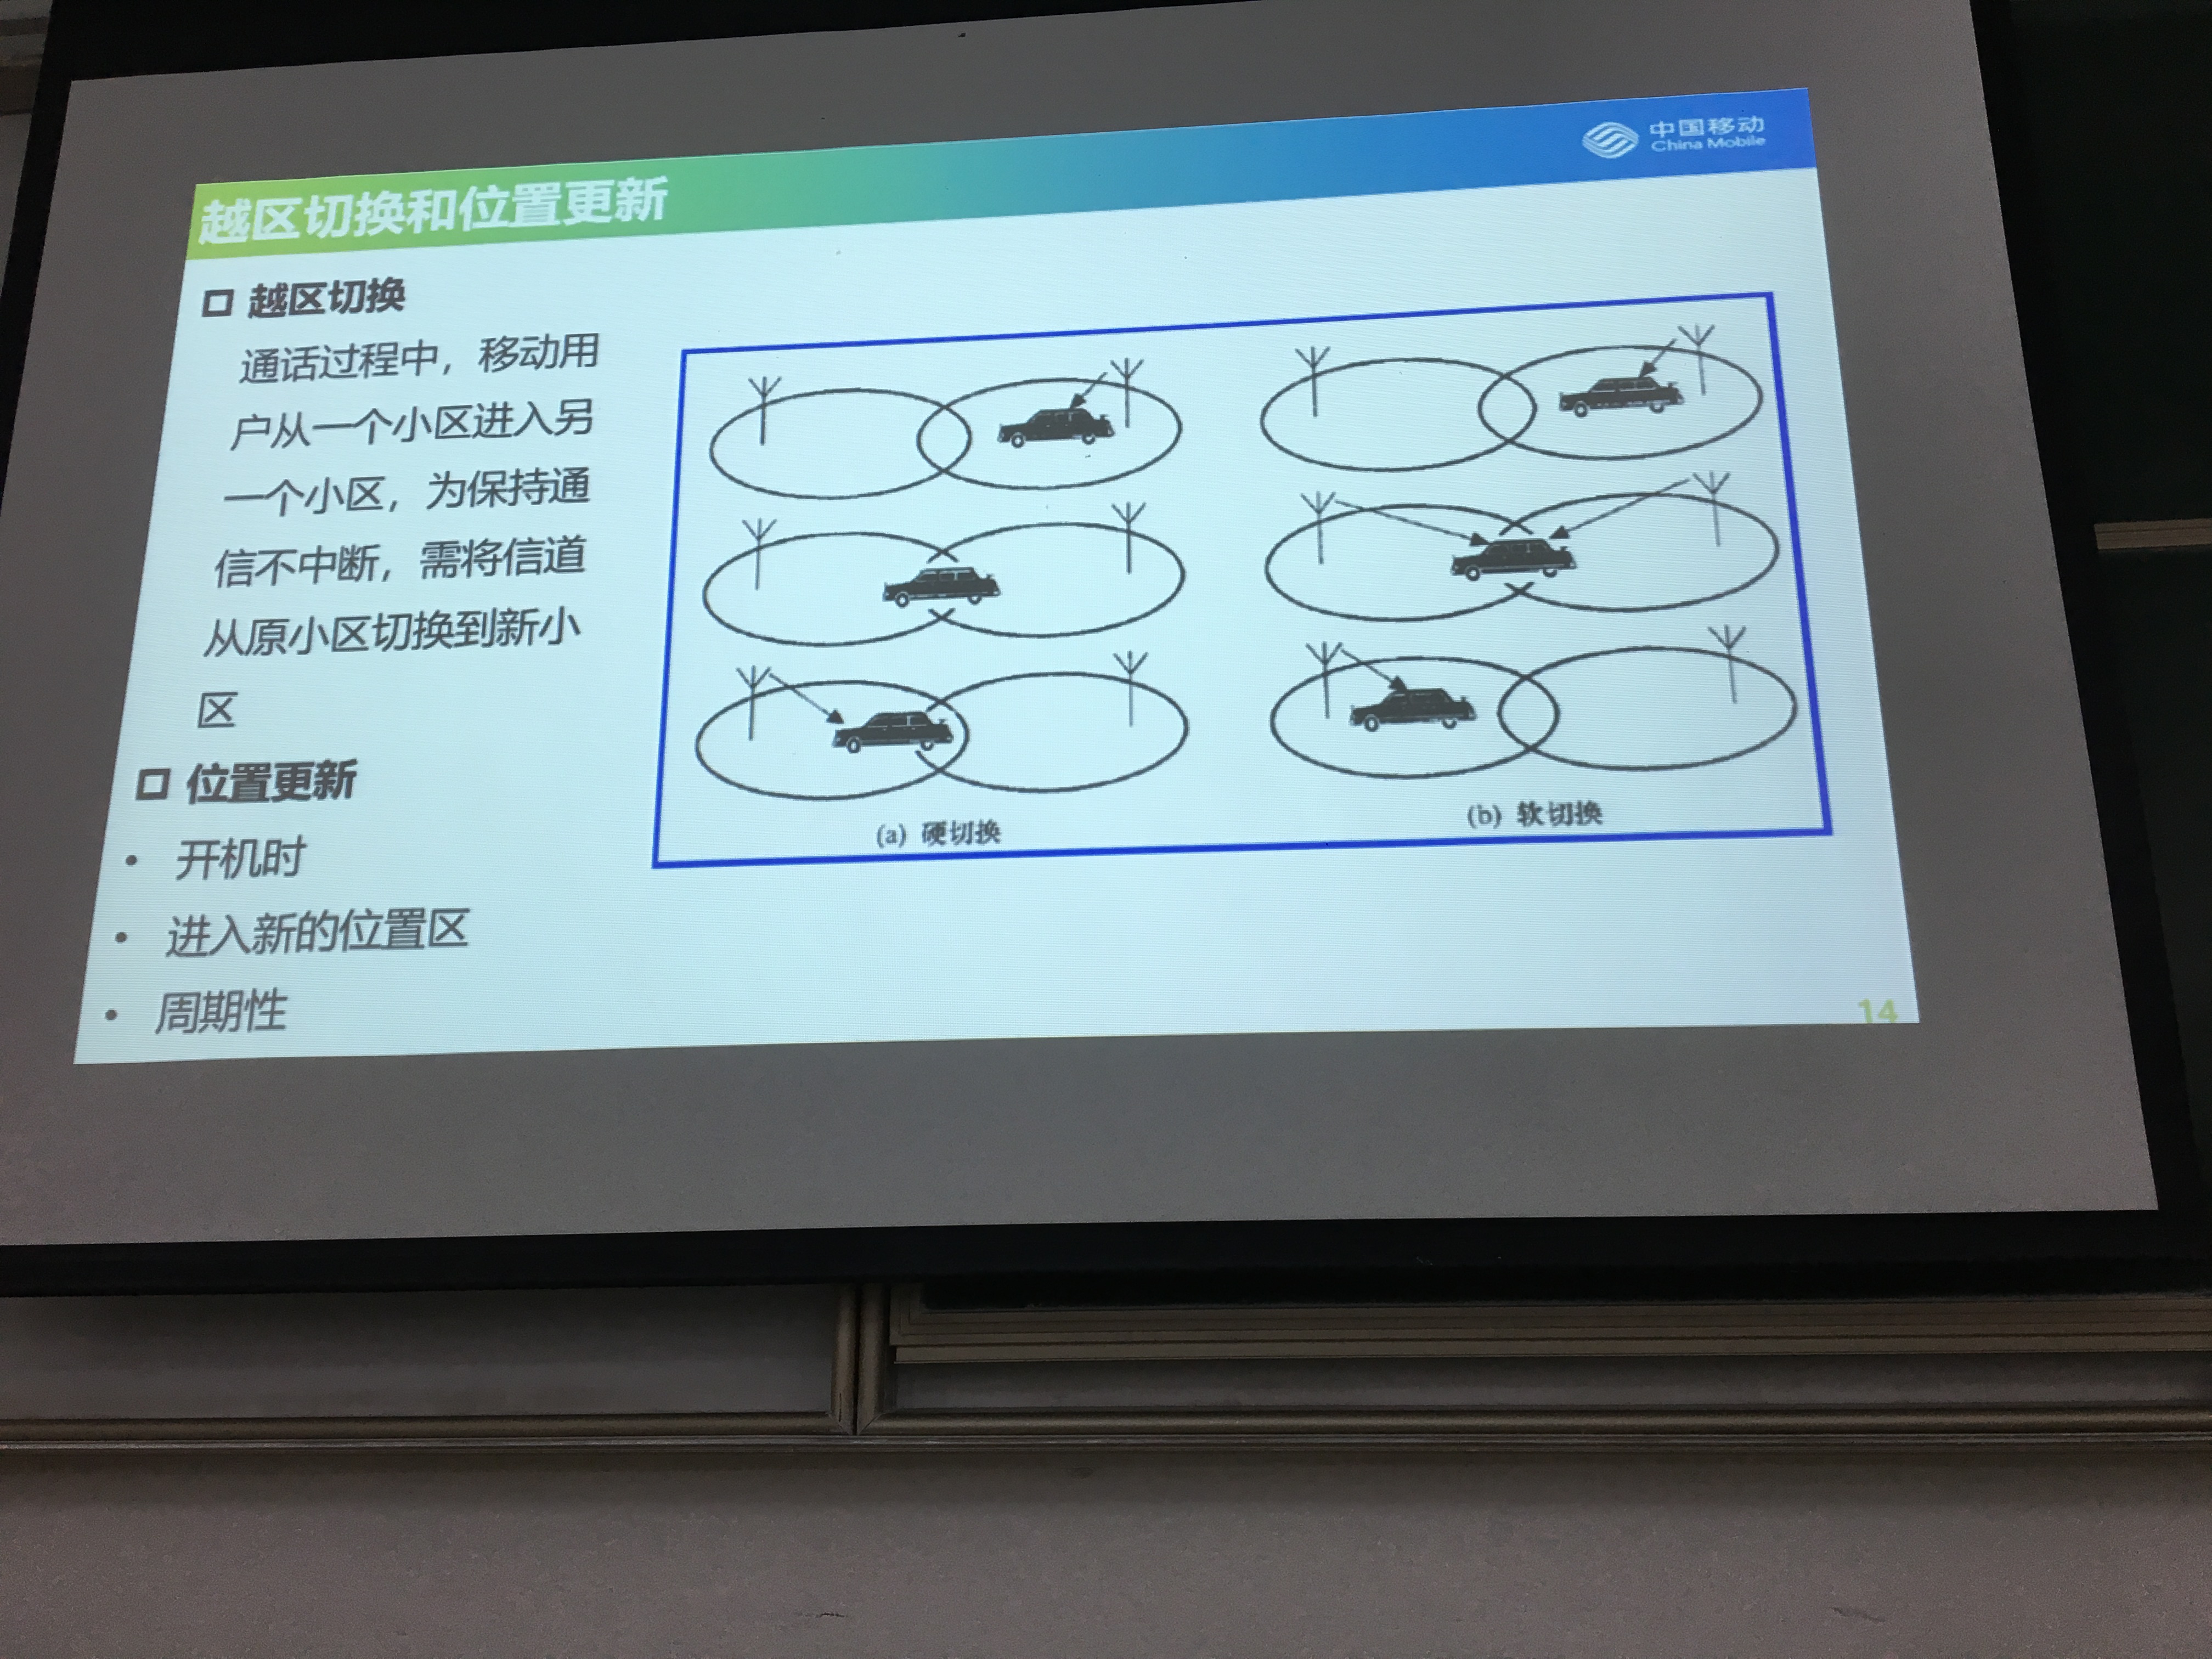 中国移动
China Mobile
越区切换和位置更新
越区切换
通话过程中，移动用
户从一个小区进入另
一个小区，为保持通
信不中断，需将信道
从原小区切换到新小
区
位置更新
• 开机时
• 进入新的位置区
• 周期性
(a) 硬切换
(b) 软切换
14